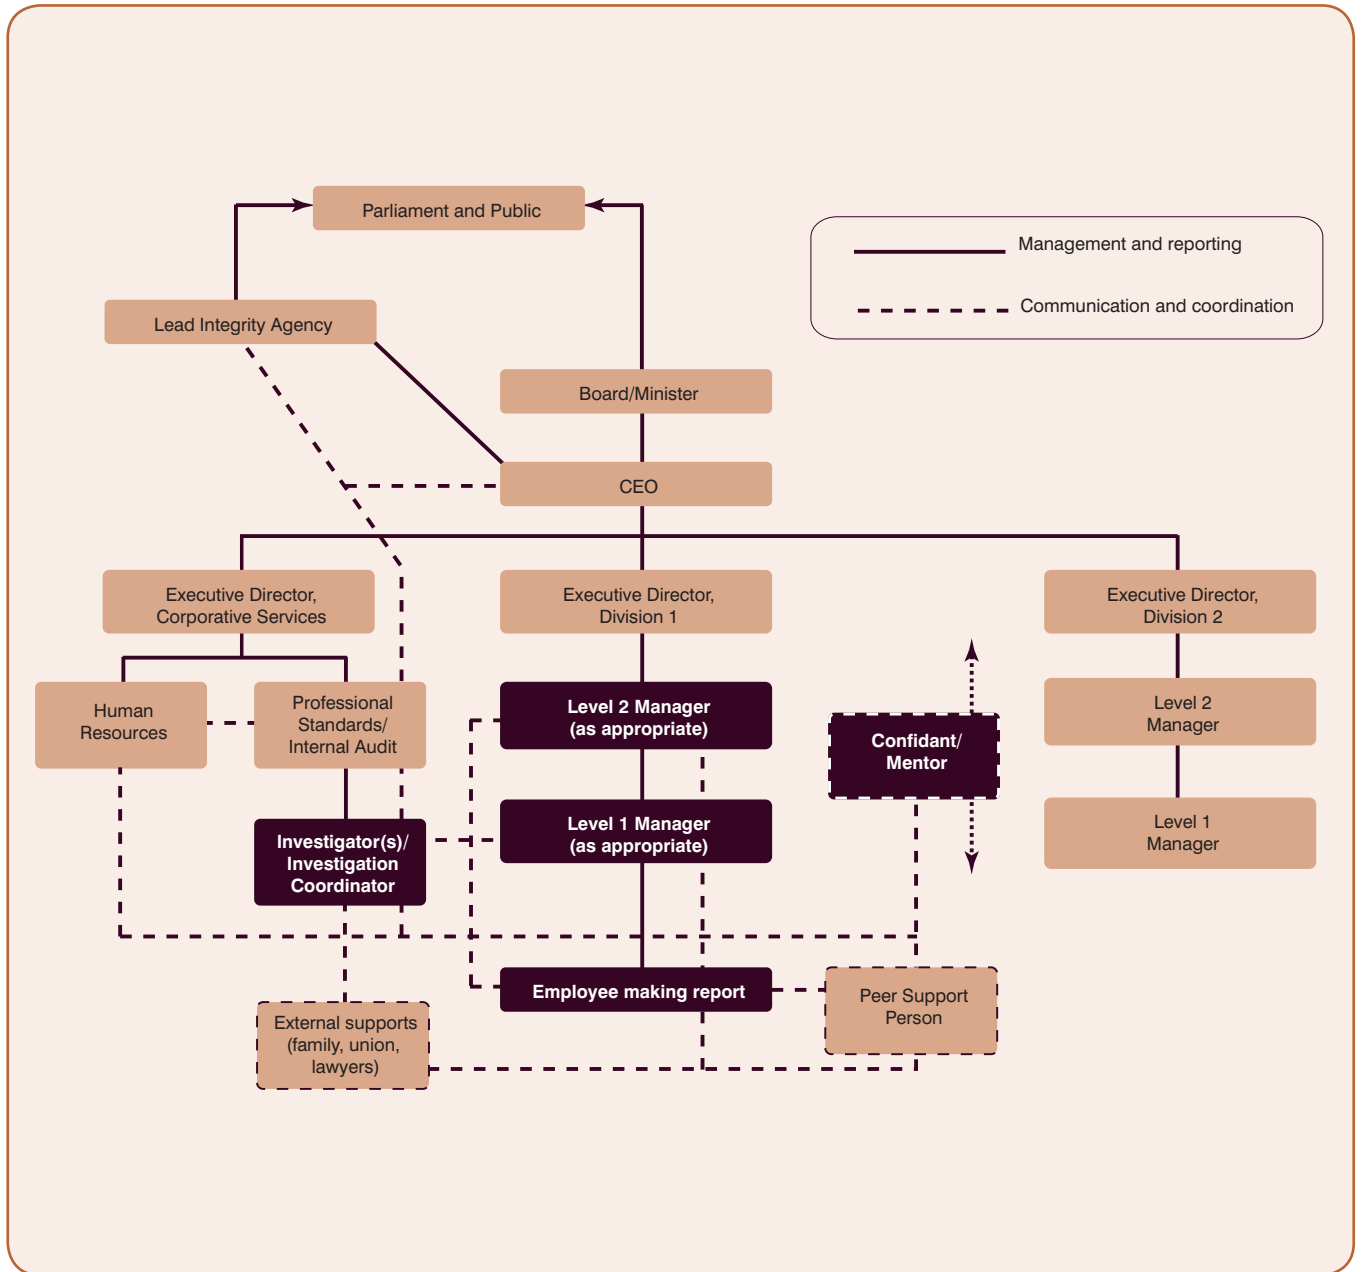 Parliament and Public
Management and reporting
Communication and coordination
Lead Integrity Agency
Board/Minister
CEO
Executive Director,
Corporative Services
Executive Director,
Division 1
Executive Director,
Division 2
Human
Resources
Professional
Standards/
Internal Audit
Level 2 Manager
(as appropriate)
Confidant/
Mentor
Level 2
Manager
Investigator(s)/
Investigation
Coordinator
Level 1 Manager
(as appropriate)
Level 1
Manager
Employee making report
Peer Support
Person
External supports
(family, union,
lawyers)